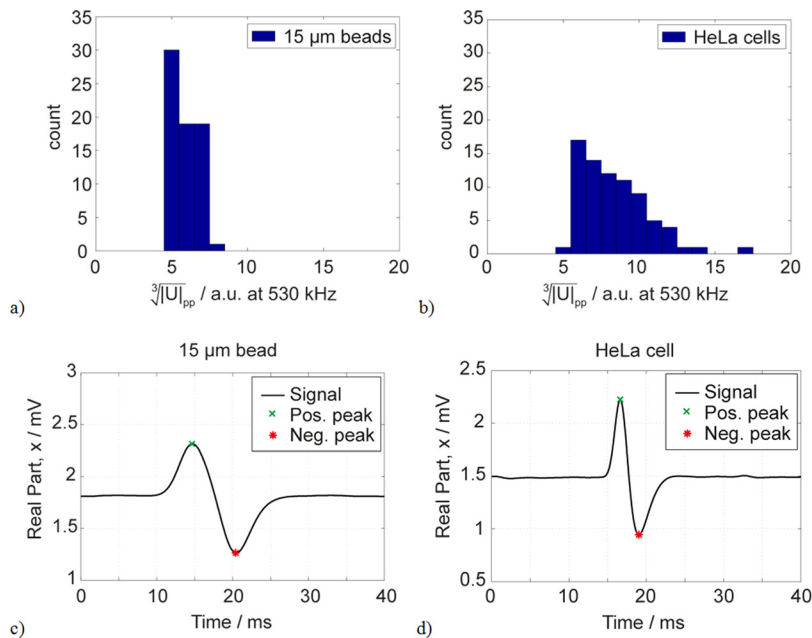 15 µm beads
count
35
30
25
20
15
10
5
0
0 5 10 15 20
∛|U|pp / a.u. at 530 kHz
a)
HeLa cells
count
35
30
25
20
15
10
5
0
0 5 10 15 20
∛|U|pp / a.u. at 530 kHz
b)
15 µm bead
Signal
Pos. peak
Neg. peak
Real Part, x / mV
3
2.5
2
1.5
1
0 10 20 30 40
Time / ms
c)
HeLa cell
Signal
Pos. peak
Neg. peak
Real Part, x / mV
2.5
2
1.5
1
0.5
0 10 20 30 40
Time / ms
d)